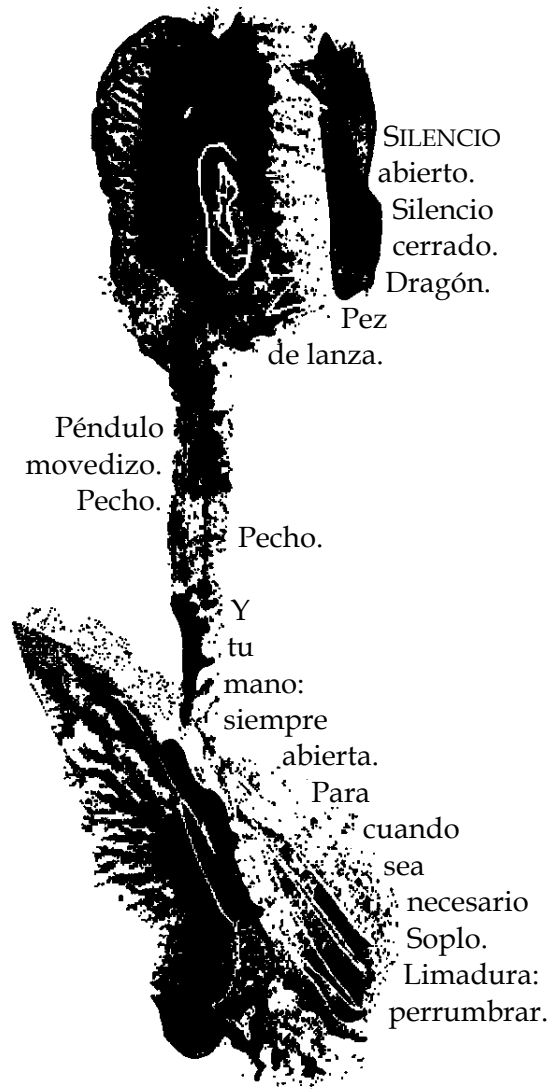 SILENCIO
abierto.
Silencio
cerrado.
Dragón.
Pez
de lanza.
Péndulo
movedizo.
Pecho.
Pecho.
Y
tu
mano:
siempre
abierta.
Para
cuando
sea
necesario
Soplo.
Limadura:
perrumbrar.